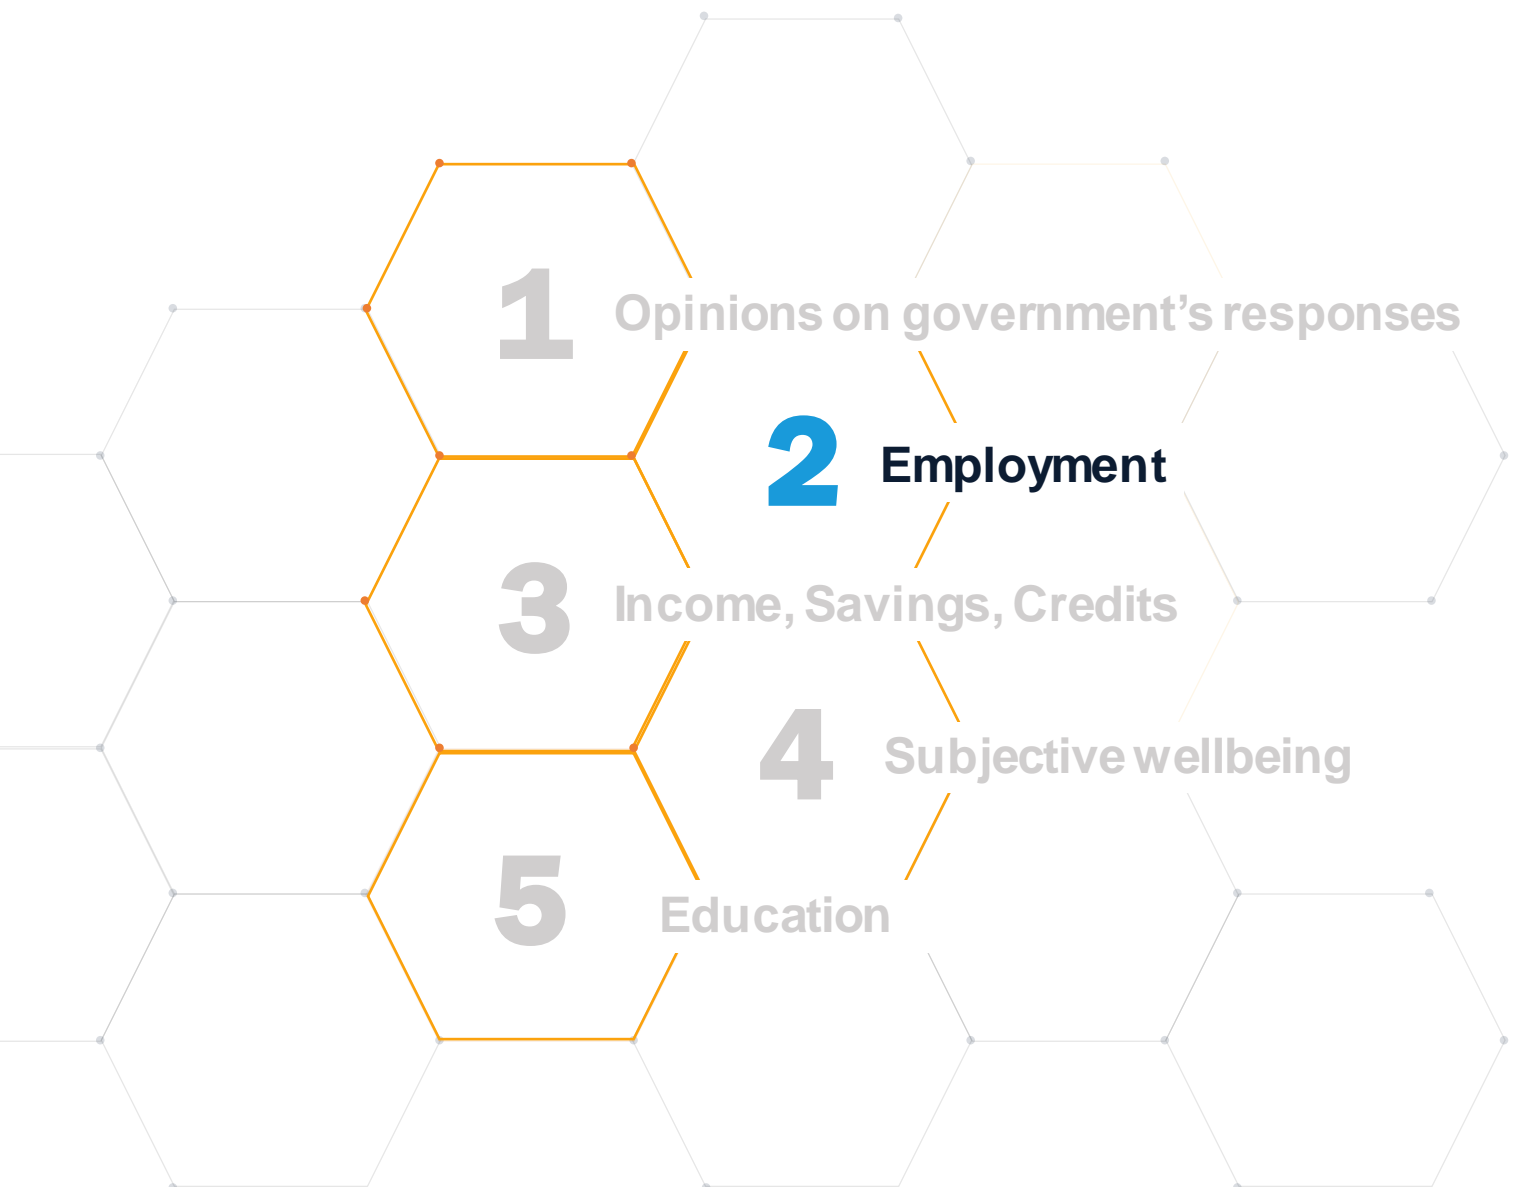 1 Opinions on government’s responses
2 Employment
3 Income, Savings, Credits
4 Subjective wellbeing
5 Education